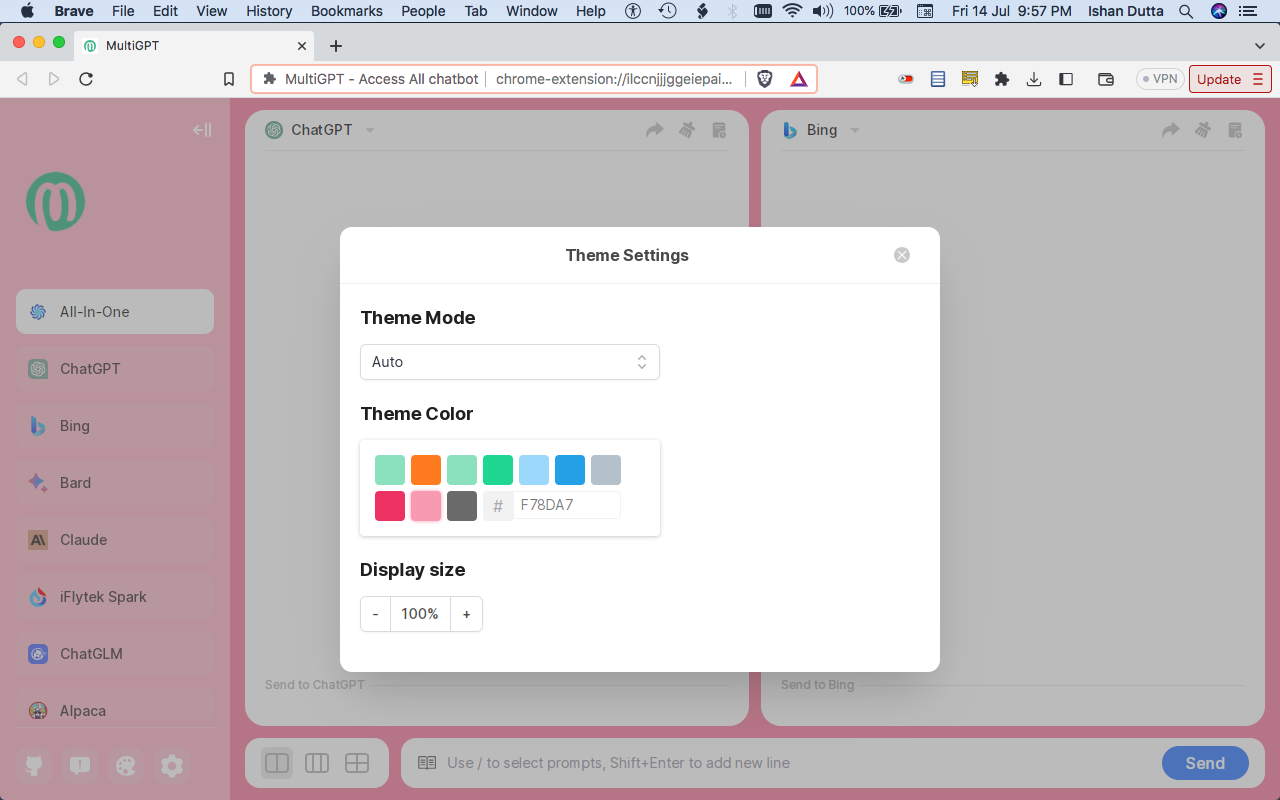 Brave File Edit View History Bookmarks People Tab Window Help 100% Fri 14 Jul 9:57 PM Ishan Dutta
MultiGPT
MultiGPT - Access All chatbot chrome-extension://ilccnjjjggeiepai... VPN Update
ChatGPT
Bing
All-In-One
ChatGPT
Bing
Bard
Claude
iFlytek Spark
ChatGLM
Alpaca
Theme Settings
Theme Mode
Auto
Theme Color
# F78DA7
Display size
- 100% +
Send to ChatGPT
Send to Bing
Use / to select prompts, Shift+Enter to add new line
Send